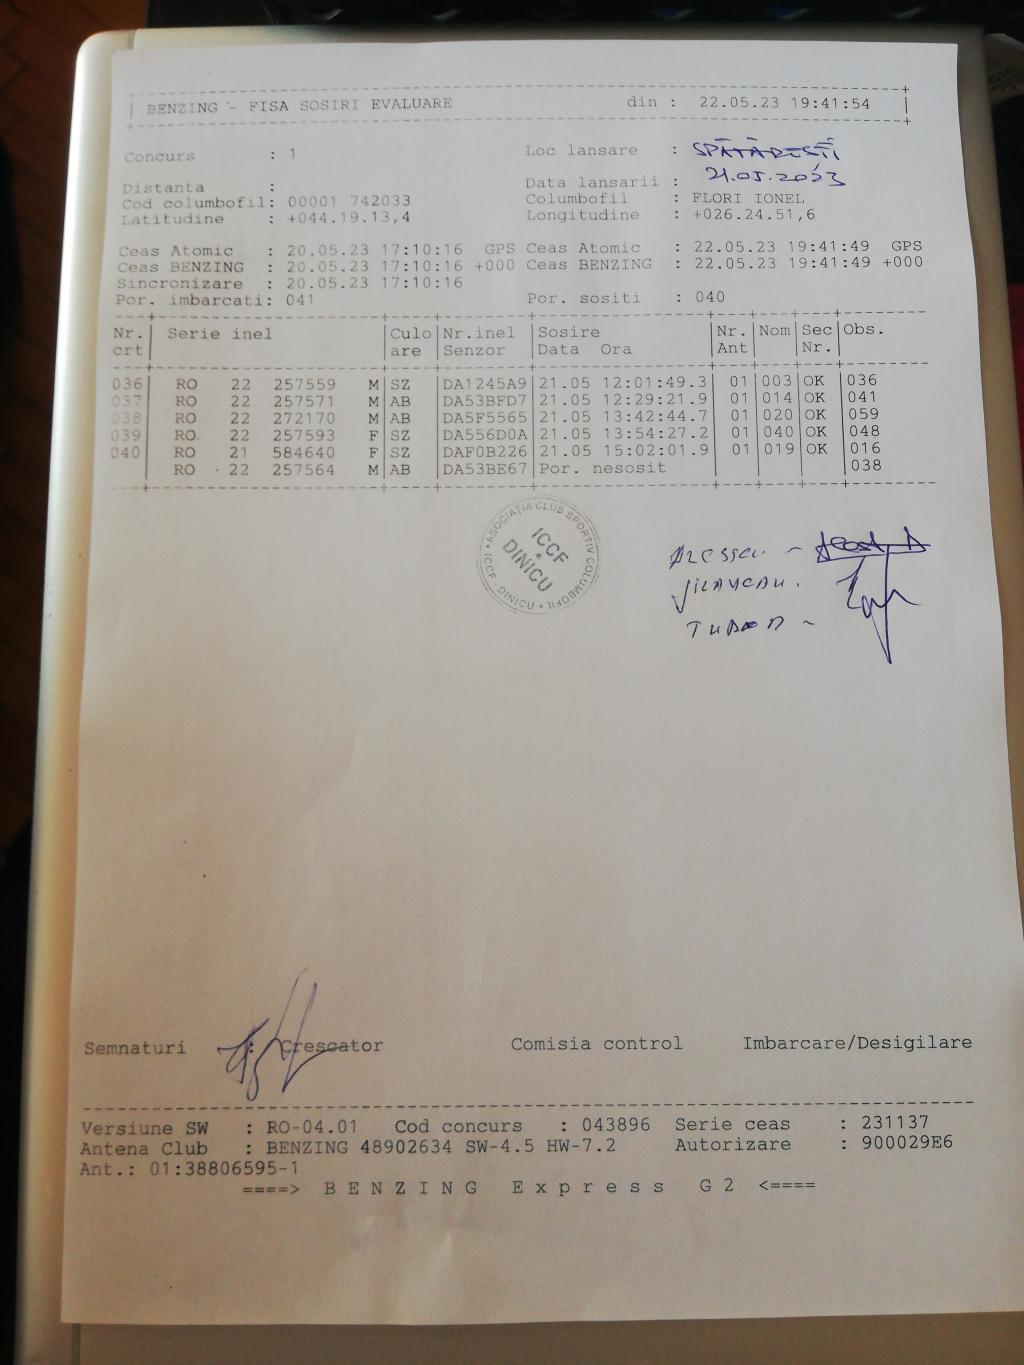 BENZING - FISA SOSIRI EVALUARE din : 22.05.23 19:41:54
Concurs : 1 Loc lansare : SPĂTĂREȘTI
Distanta : Data lansarii : 21.05.2023
Cod columbofil: 00001 742033 Columbofil : FLORI IONEL
Latitudine : +044.19.13,4 Longitudine : +026.24.51,6
Ceas Atomic : 20.05.23 17:10:16 GPS Ceas Atomic : 22.05.23 19:41:49 GPS
Ceas BENZING : 20.05.23 17:10:16 +000 Ceas BENZING : 22.05.23 19:41:49 +000
Sincronizare : 20.05.23 17:10:16
Por. imbarcati: 041 Por. sositi : 040
Nr. Serie inel Culo Nr.inel Sosire Nr. Nom Sec Obs.
crt are Senzor Data Ora Ant Nr.
036 RO 22 257559 M SZ DA1245A9 21.05 12:01:49.3 01 003 OK 036
037 RO 22 257571 M AB DA53BFD7 21.05 12:29:21.9 01 014 OK 041
038 RO 22 272170 M AB DA5F5565 21.05 13:42:44.7 01 020 OK 059
039 RO 22 257593 F SZ DA556D0A 21.05 13:54:27.2 01 040 OK 048
040 RO 21 584640 F SZ DAF0B226 21.05 15:02:01.9 01 019 OK 016
RO 22 257564 M AB DA53BE67 Por. nesosit 038
ASOCIAȚIA CLUB SPORTIV COLUMBOFIL
ICCF - DINICU
ICCF
DINICU
Semnaturi : Crescator Comisia control Imbarcare/Desigilare
Versiune SW : RO-04.01 Cod concurs : 043896 Serie ceas : 231137
Antena Club : BENZING 48902634 SW-4.5 HW-7.2 Autorizare : 900029E6
Ant.: 01:38806595-1
====> BENZING Express G2 <====